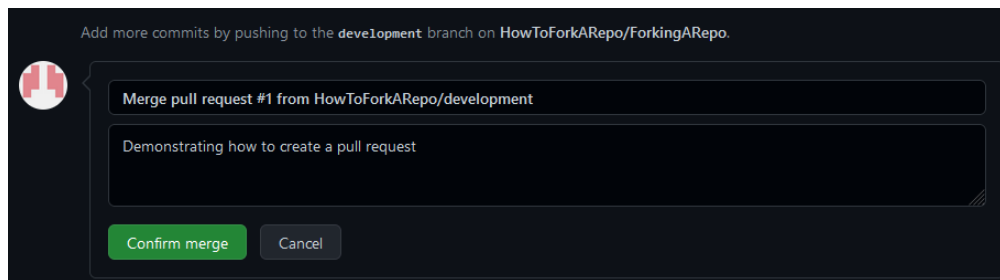 Add more commits by pushing to the development branch on HowToForkARepo/ForkingARepo.
Merge pull request #1 from HowToForkARepo/development
Demonstrating how to create a pull request
Confirm merge
Cancel